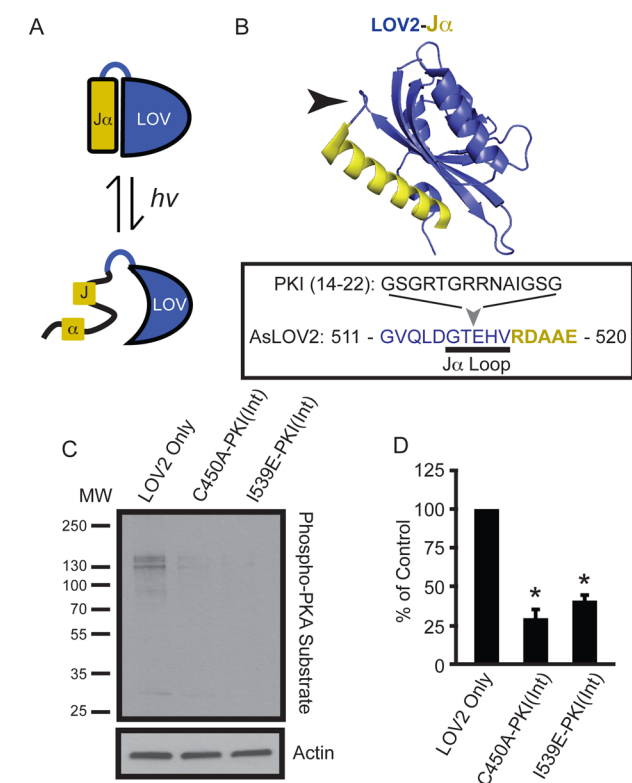 A
Jα
LOV
hν
J
α
LOV
B
LOV2-Jα
PKI (14-22): GSGRTGRRNAIGSG
AsLOV2: 511 - GVQLDGTEHVRDAAE - 520
Jα Loop
C
MW
LOV2 Only
C450A-PKI(Int)
I539E-PKI(Int)
250
130
100
70
55
35
25
Phospho-PKA Substrate
Actin
D
% of Control
125
100
75
50
25
0
*
*
LOV2 Only
C450A-PKI(Int)
I539E-PKI(Int)